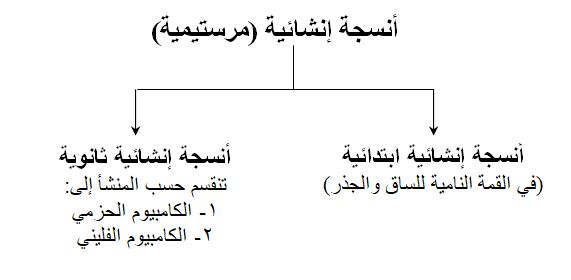 أنسجة إنشائية (مرستيمية)
أنسجة إنشائية ابتدائية
(في القمة النامية للساق والجذر)
أنسجة إنشائية ثانوية
تنقسم حسب المنشأ إلى:
١- الكامبيوم الحزمي
٢- الكامبيوم الفليني